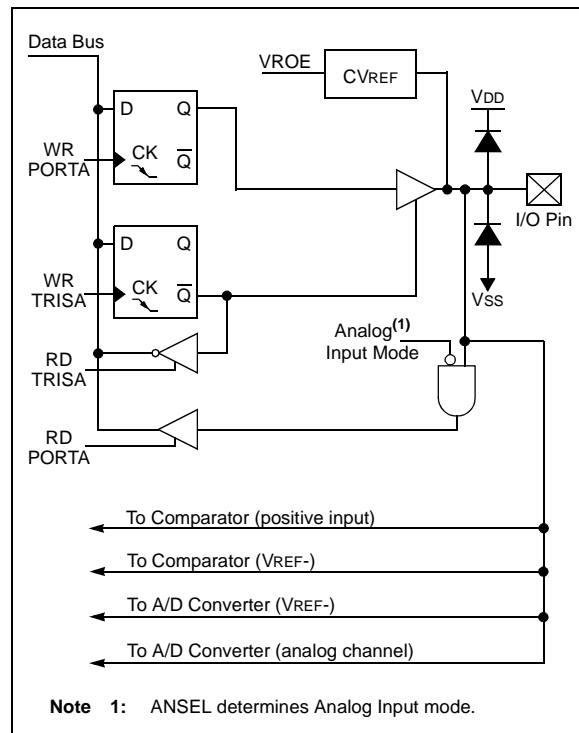 Data Bus
VROE
CVREF
VDD
D Q
WR
PORTA
CK
Q
I/O Pin
D Q
WR
TRISA
CK
Q
VSS
Analog(1)
Input Mode
RD
TRISA
RD
PORTA
To Comparator (positive input)
To Comparator (VREF-)
To A/D Converter (VREF-)
To A/D Converter (analog channel)
Note 1: ANSEL determines Analog Input mode.